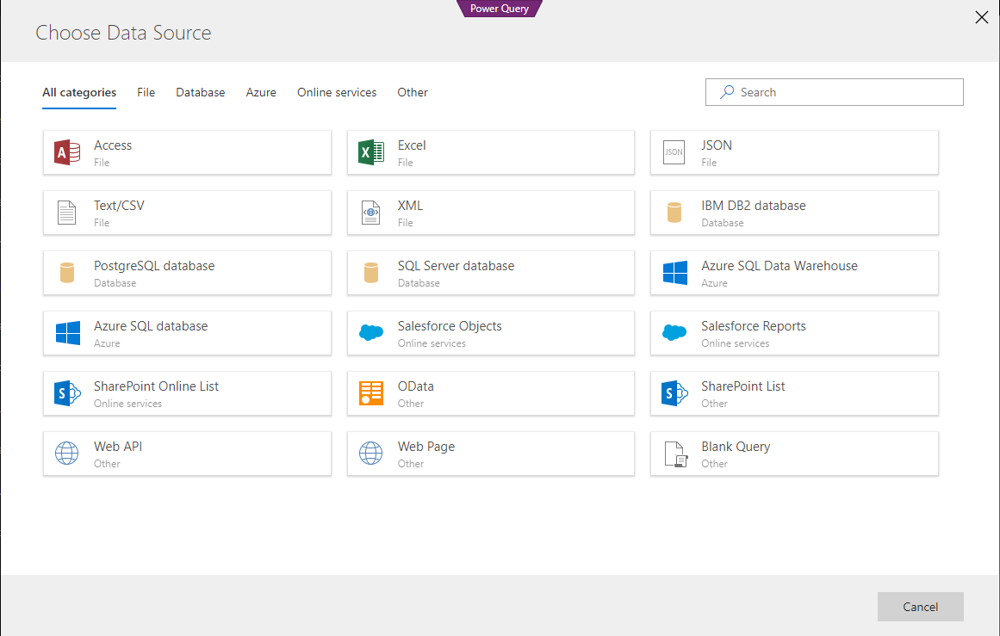 Power Query
Choose Data Source
All categories File Database Azure Online services Other Search
Access
File
Excel
File
JSON
JSON
File
Text/CSV
File
XML
File
IBM DB2 database
Database
PostgreSQL database
Database
SQL Server database
Database
Azure SQL Data Warehouse
Azure
Azure SQL database
Azure
Salesforce Objects
Online services
Salesforce Reports
Online services
SharePoint Online List
Online services
OData
Other
SharePoint List
Other
Web API
Other
Web Page
Other
Blank Query
Other
Cancel